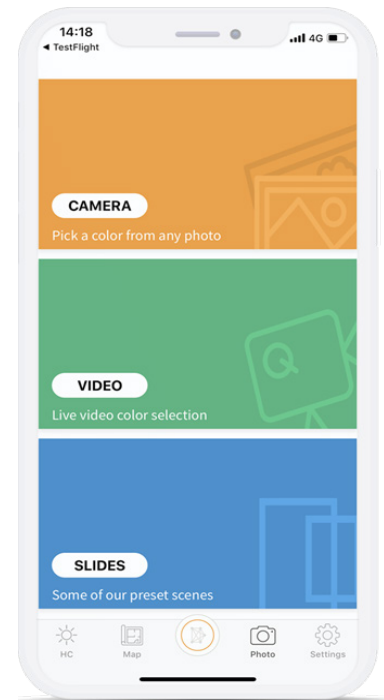 14:18
4G
◀ TestFlight
CAMERA
Pick a color from any photo
Q
VIDEO
Live video color selection
SLIDES
Some of our preset scenes
HC
Map
Photo
Settings